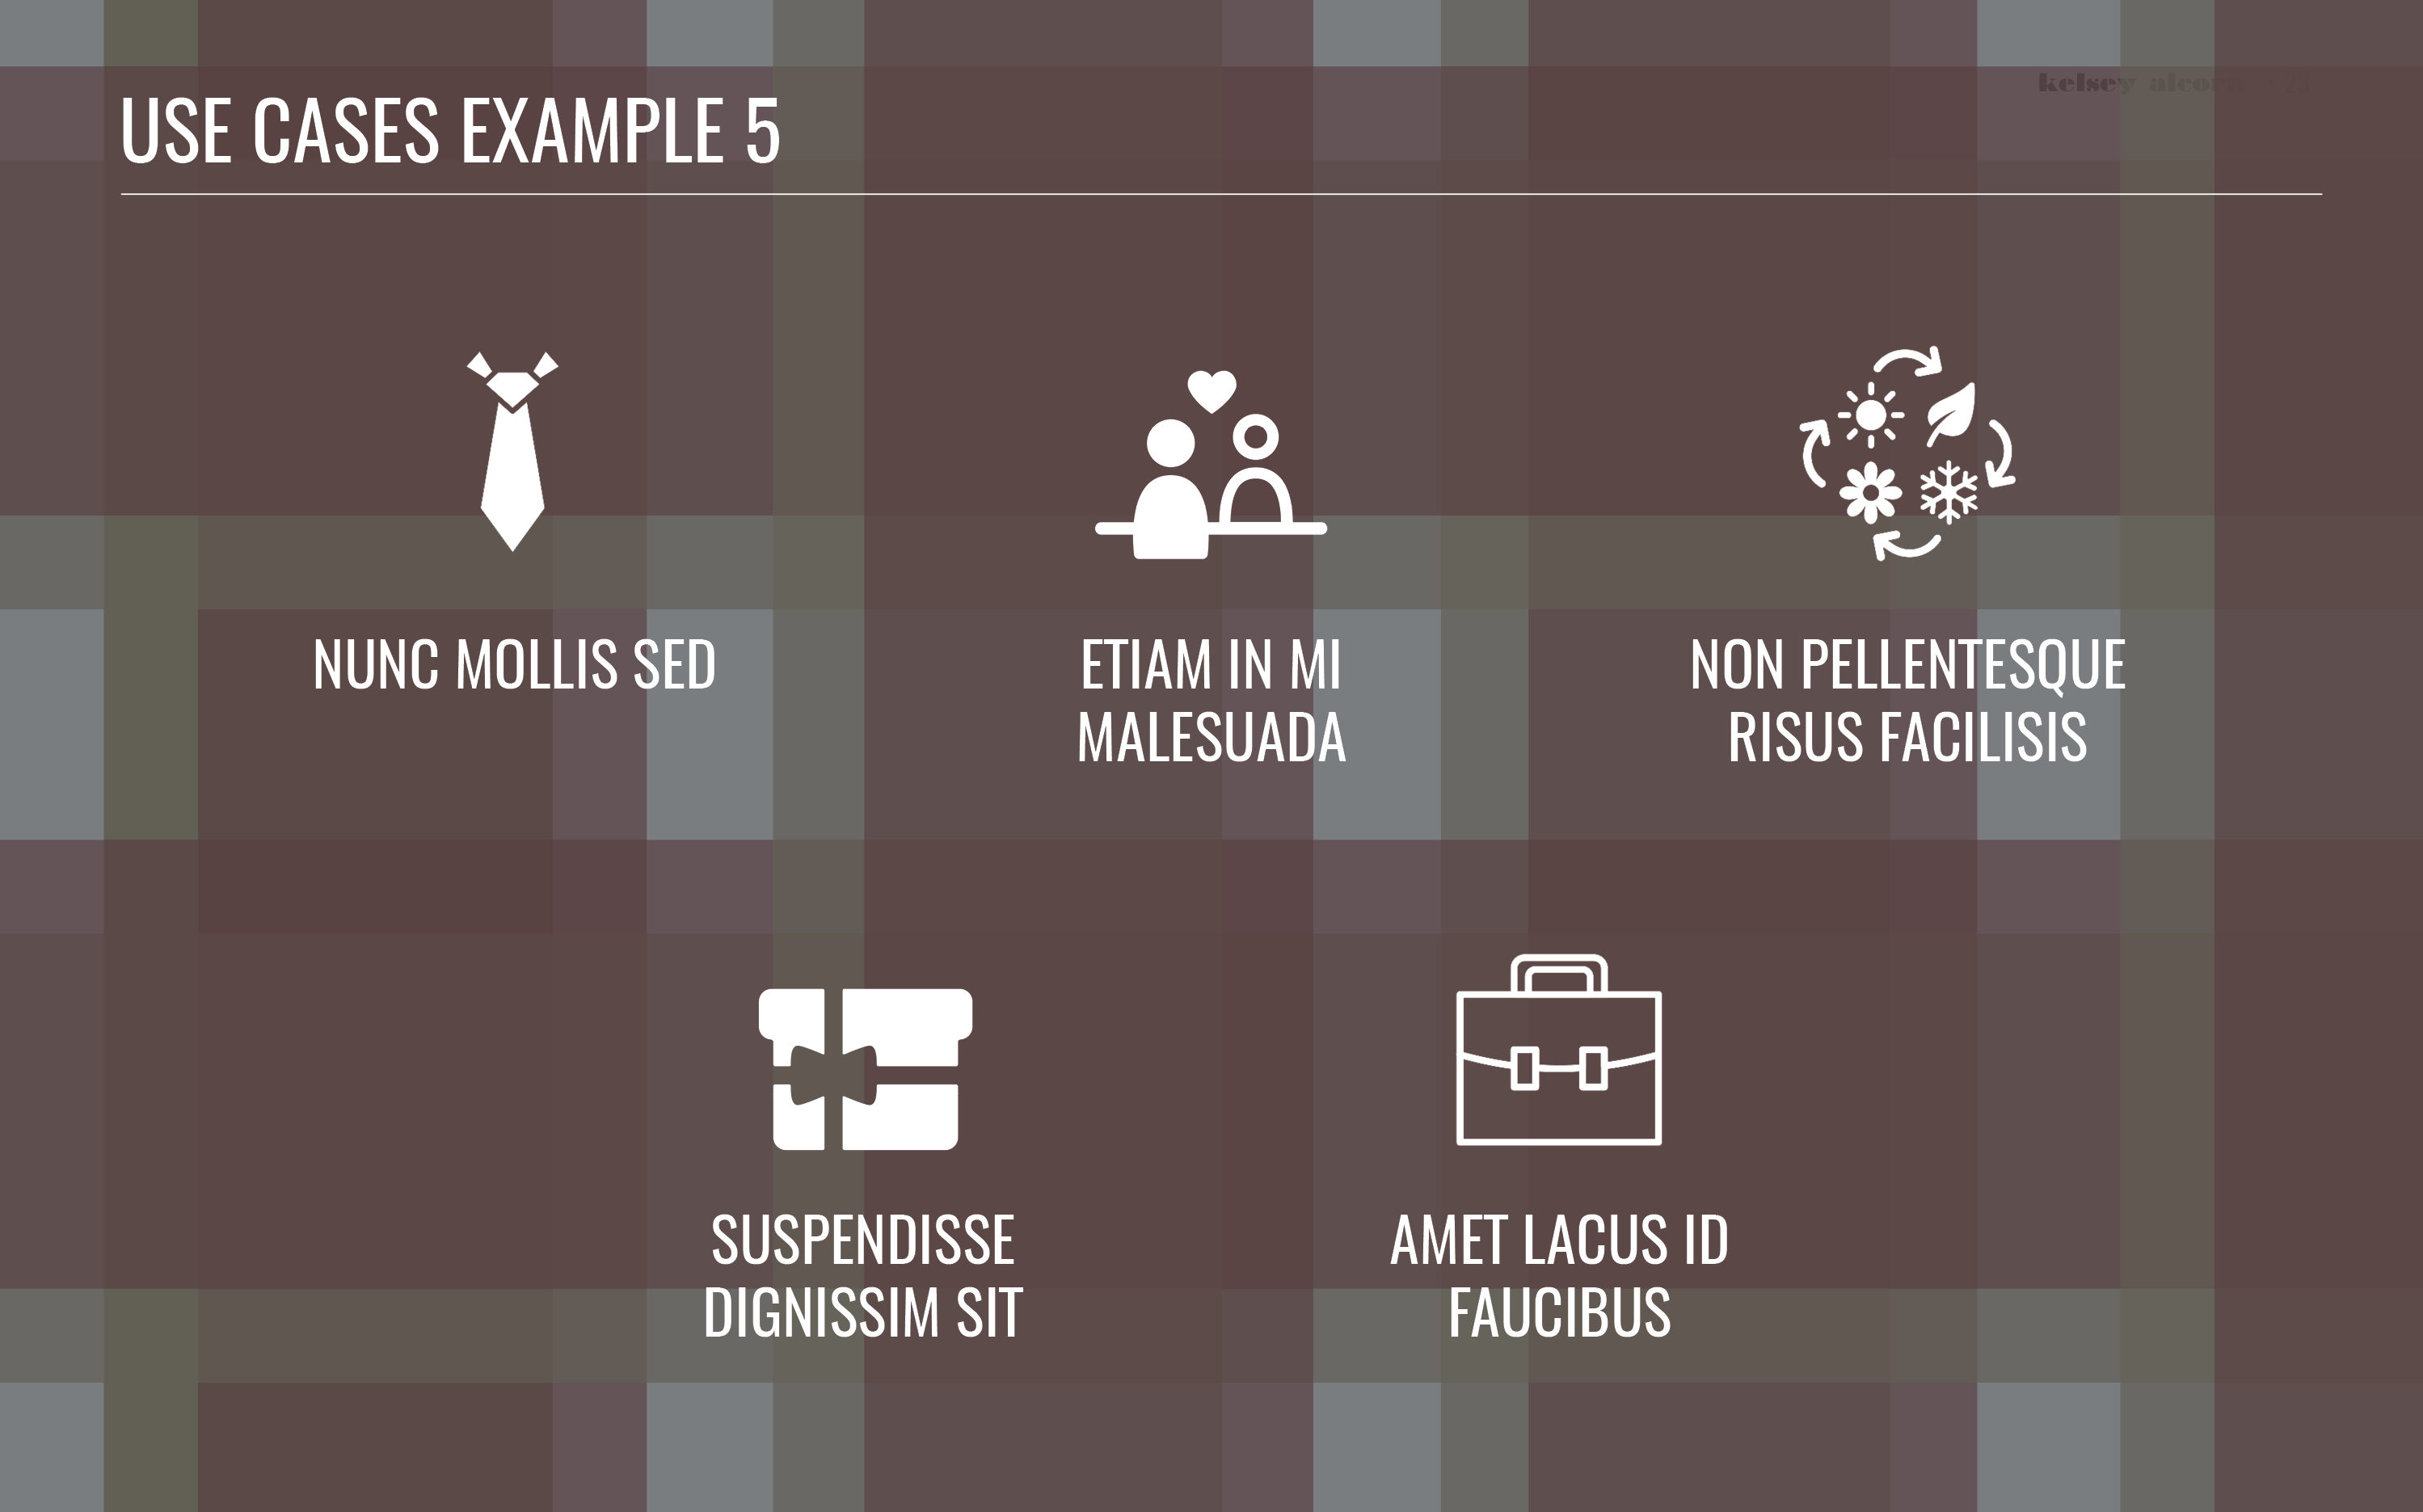 USE CASES EXAMPLE 5
kelsey
NUNC MOLLIS SED
ETIAM IN MI
MALESUADA
NON PELLENTESQUE
RISUS FACILISIS
SUSPENDISSE
DIGNISSIM SIT
AMET LACUS ID
FAUCIBUS